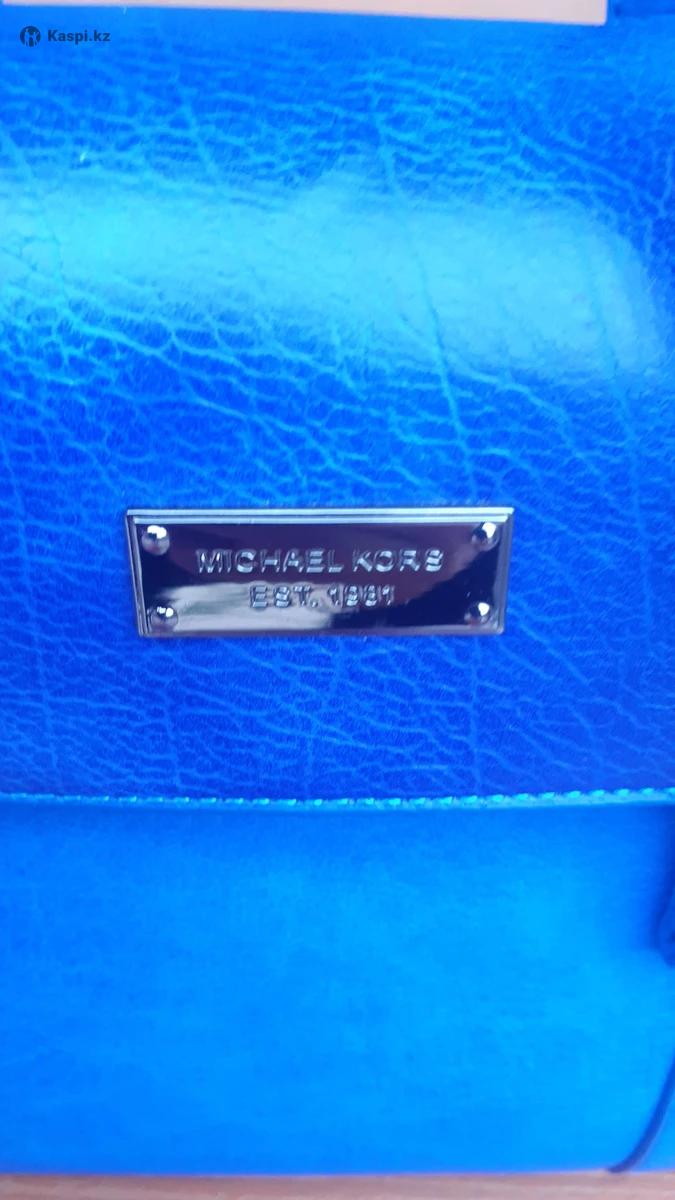 Kaspi.kz
MICHAEL KORS
EST. 1981